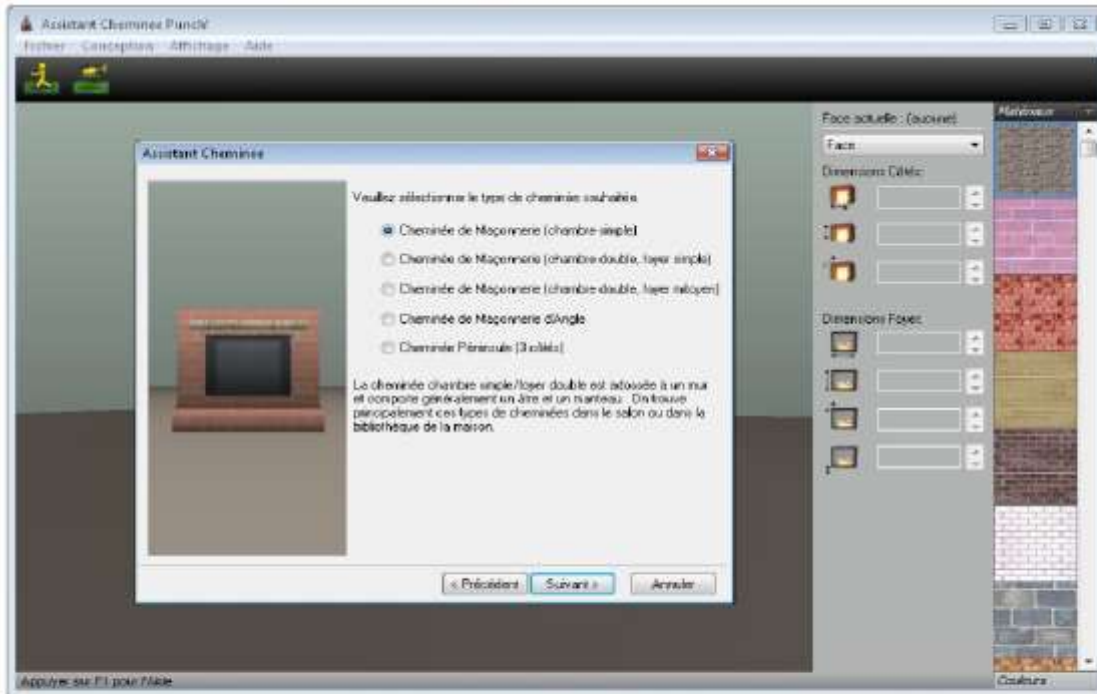 Assistant Cheminée Punch!
Fichier Conception Affichage Aide
Face actuelle : (aucune)
Matériaux
Face
Dimensions Côtés:
Dimensions Foyer:
Assistant Cheminée
Veuillez sélectionner le type de cheminée souhaitée.
Cheminée de Maçonnerie (chambre simple)
Cheminée de Maçonnerie (chambre double, foyer simple)
Cheminée de Maçonnerie (chambre double, foyer mitoyen)
Cheminée de Maçonnerie d'Angle
Cheminée Péninsule (3 côtés)
La cheminée chambre simple/foyer double est adossée à un mur
et comporte généralement un âtre et un manteau. On trouve
principalement ces types de cheminées dans le salon ou dans la
bibliothèque de la maison.
< Précédent Suivant > Annuler
Appuyer sur F1 pour l'Aide
Couleurs